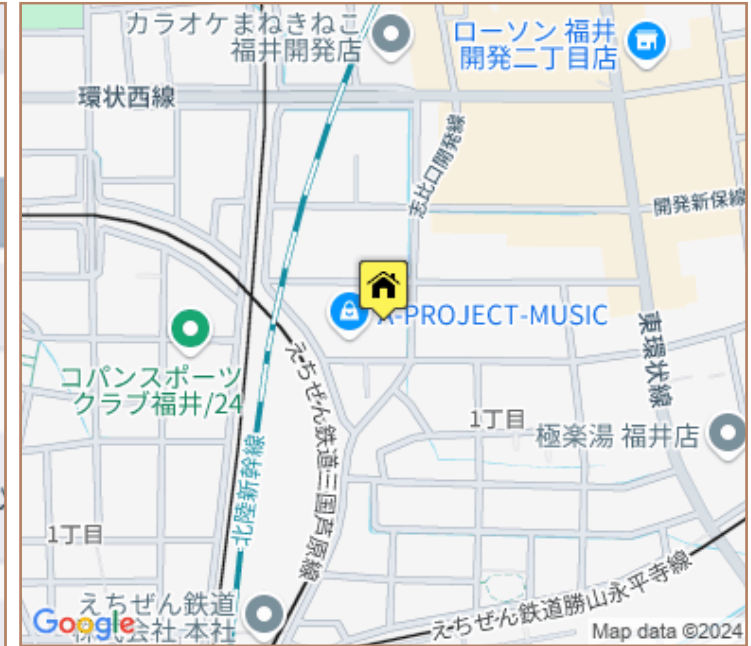 カラオケまねきねこ
福井開発店
ローソン 福井
開発二丁目店
環状西線
志比口開発線
開発新保線
A-PROJECT-MUSIC
東環状線
コパンスポーツ
クラブ福井/24
えちぜん鉄道三国芦原線
1丁目
極楽湯 福井店
北陸新幹線
1丁目
えちぜん鉄道
株式会社 本社
えちぜん鉄道勝山永平寺線
Google
Map data ©2024